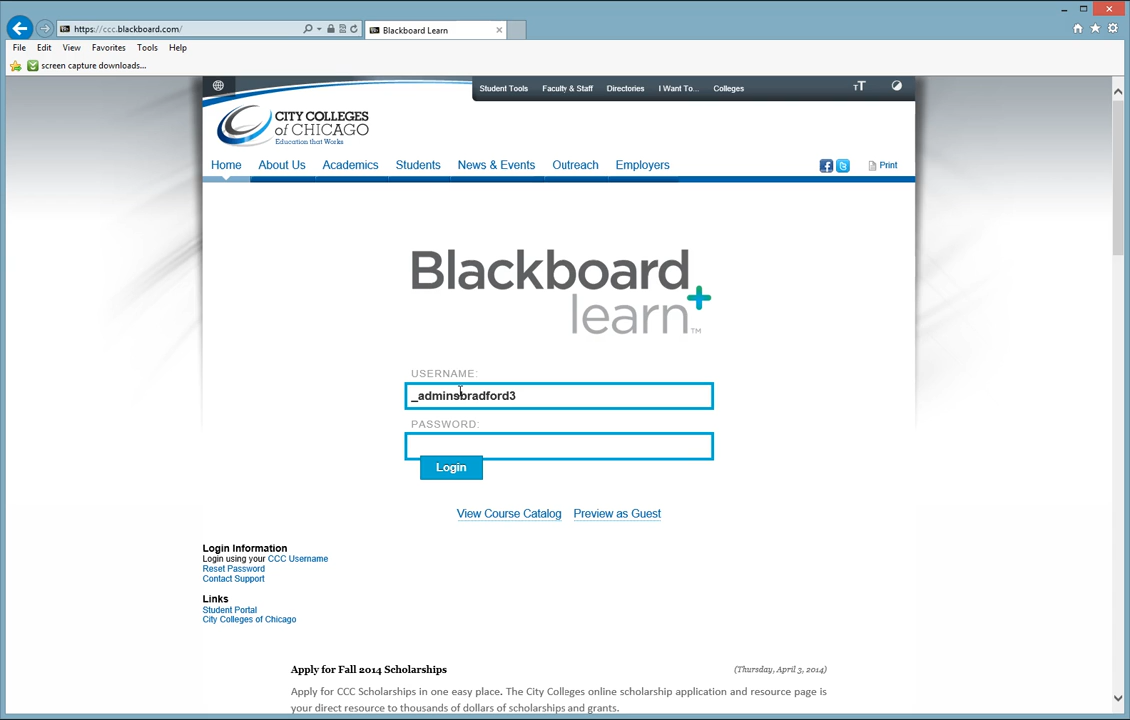 https://ccc.blackboard.com/
Blackboard Learn
File Edit View Favorites Tools Help
screen capture downloads...
Student Tools Faculty & Staff Directories I Want To... Colleges
TT
CITY COLLEGES
of CHICAGO
Education that Works
Home About Us Academics Students News & Events Outreach Employers
Print
Blackboard
learn™
USERNAME:
_adminsbradford3
PASSWORD:
Login
View Course Catalog Preview as Guest
Login Information
Login using your CCC Username
Reset Password
Contact Support
Links
Student Portal
City Colleges of Chicago
Apply for Fall 2014 Scholarships (Thursday, April 3, 2014)
Apply for CCC Scholarships in one easy place. The City Colleges online scholarship application and resource page is
your direct resource to thousands of dollars of scholarships and grants.